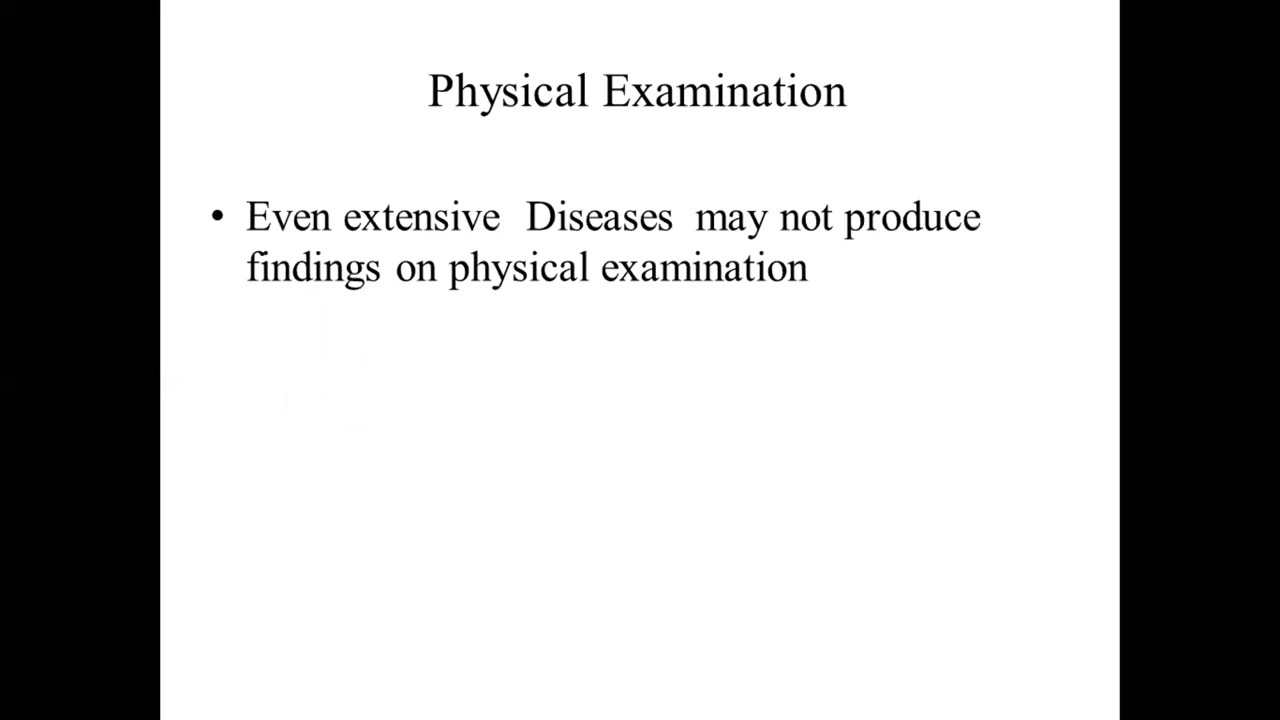 Physical Examination
• Even extensive Diseases may not produce
findings on physical examination